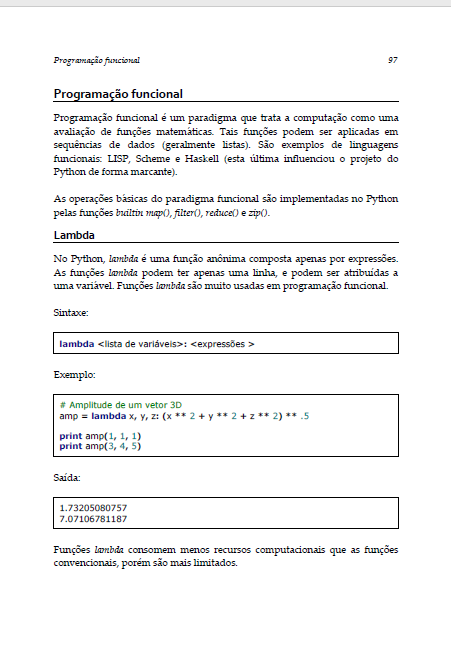 Programação funcional 97
Programação funcional
Programação funcional é um paradigma que trata a computação como uma
avaliação de funções matemáticas. Tais funções podem ser aplicadas em
sequências de dados (geralmente listas). São exemplos de linguagens
funcionais: LISP, Scheme e Haskell (esta última influenciou o projeto do
Python de forma marcante).
As operações básicas do paradigma funcional são implementadas no Python
pelas funções builtin map(), filter(), reduce() e zip().
Lambda
No Python, lambda é uma função anônima composta apenas por expressões.
As funções lambda podem ter apenas uma linha, e podem ser atribuídas a
uma variável. Funções lambda são muito usadas em programação funcional.
Sintaxe:
lambda <lista de variáveis>: <expressões >
Exemplo:
# Amplitude de um vetor 3D
amp = lambda x, y, z: (x ** 2 + y ** 2 + z ** 2) ** .5
print amp(1, 1, 1)
print amp(3, 4, 5)
Saída:
1.73205080757
7.07106781187
Funções lambda consomem menos recursos computacionais que as funções
convencionais, porém são mais limitados.